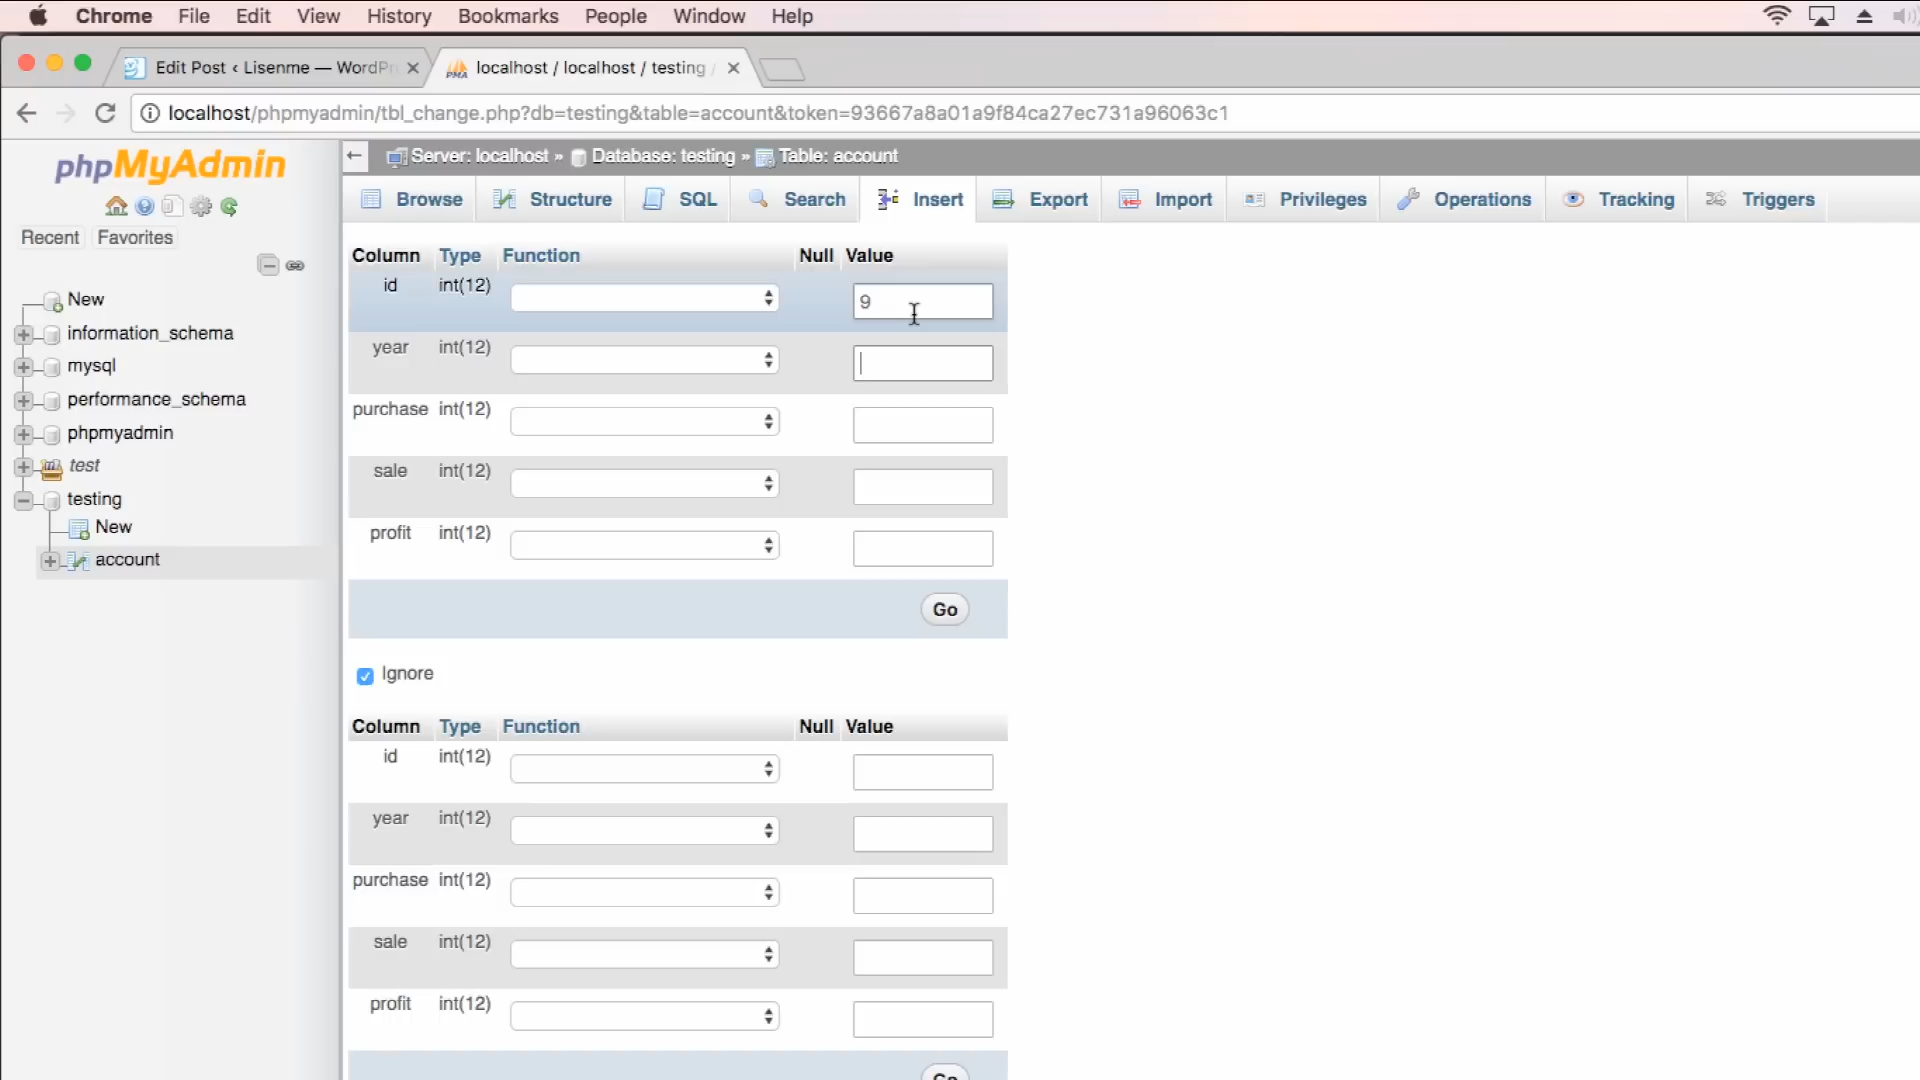 Chrome File Edit View History Bookmarks People Window Help
Edit Post ‹ Lisenme — WordPr
localhost / localhost / testing /
localhost/phpmyadmin/tbl_change.php?db=testing&table=account&token=93667a8a01a9f84ca27ec731a96063c1
phpMyAdmin
Recent Favorites
New
information_schema
mysql
performance_schema
phpmyadmin
test
testing
New
account
Server: localhost » Database: testing » Table: account
Browse Structure SQL Search Insert Export Import Privileges Operations Tracking Triggers
Column Type Function Null Value
id int(12) 9
year int(12)
purchase int(12)
sale int(12)
profit int(12)
Go
Ignore
Column Type Function Null Value
id int(12)
year int(12)
purchase int(12)
sale int(12)
profit int(12)
Go